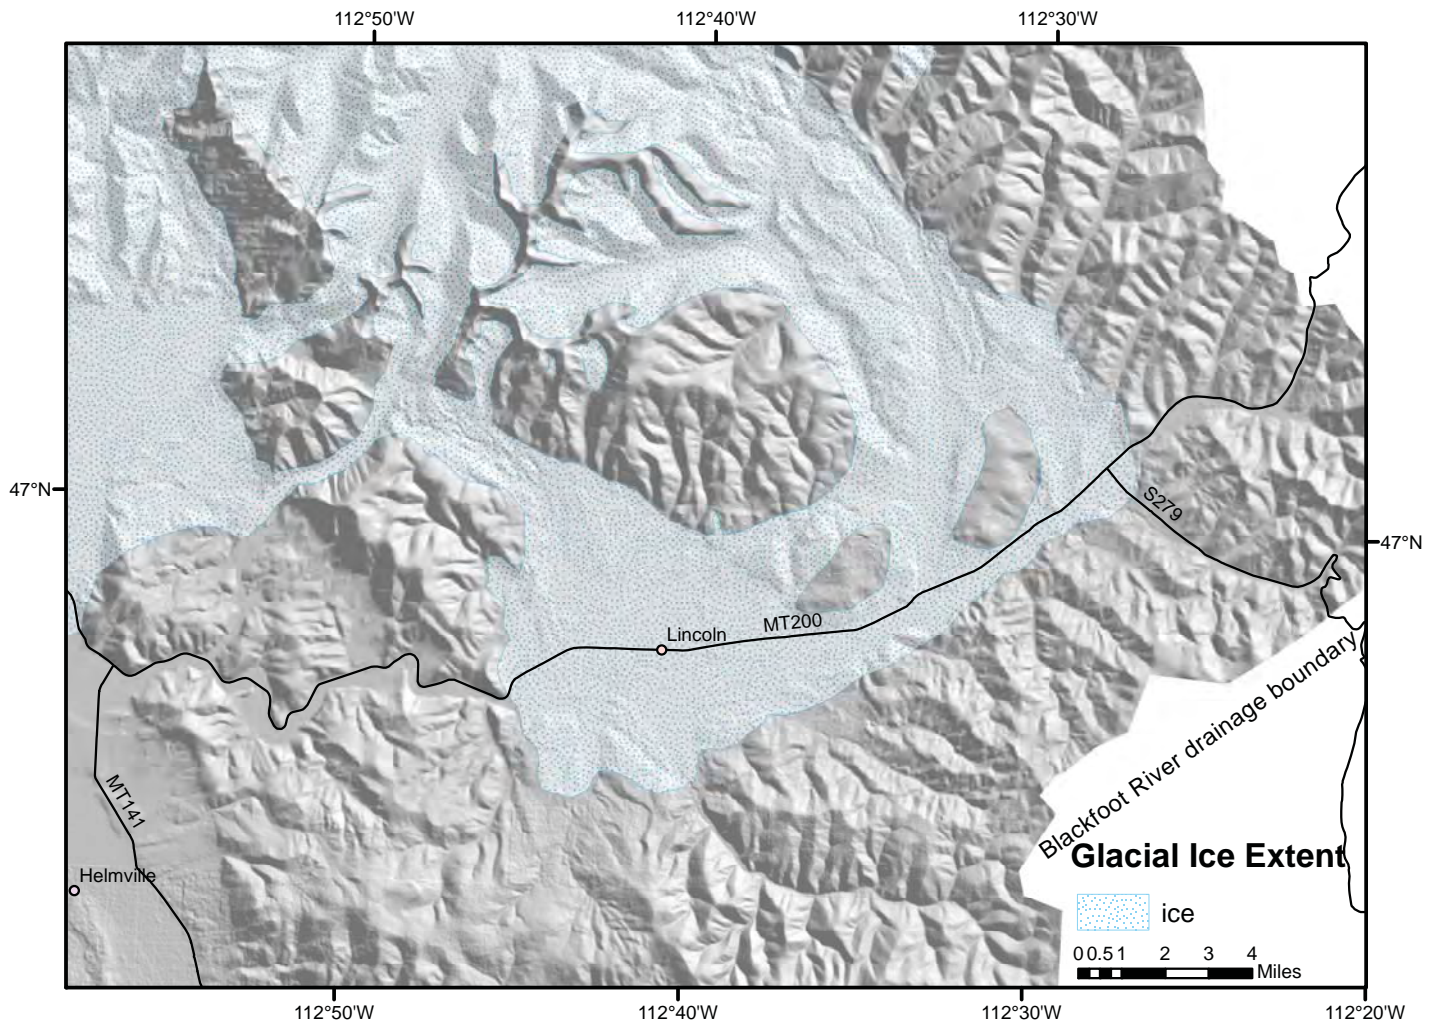 112°50'W
112°40'W
112°30'W
47°N
S279
47°N
Lincoln
MT200
Blackfoot River drainage boundary
MT141
Glacial Ice Extent
Helmville
ice
0 0.5 1 2 3 4
Miles
112°50'W
112°40'W
112°30'W
112°20'W